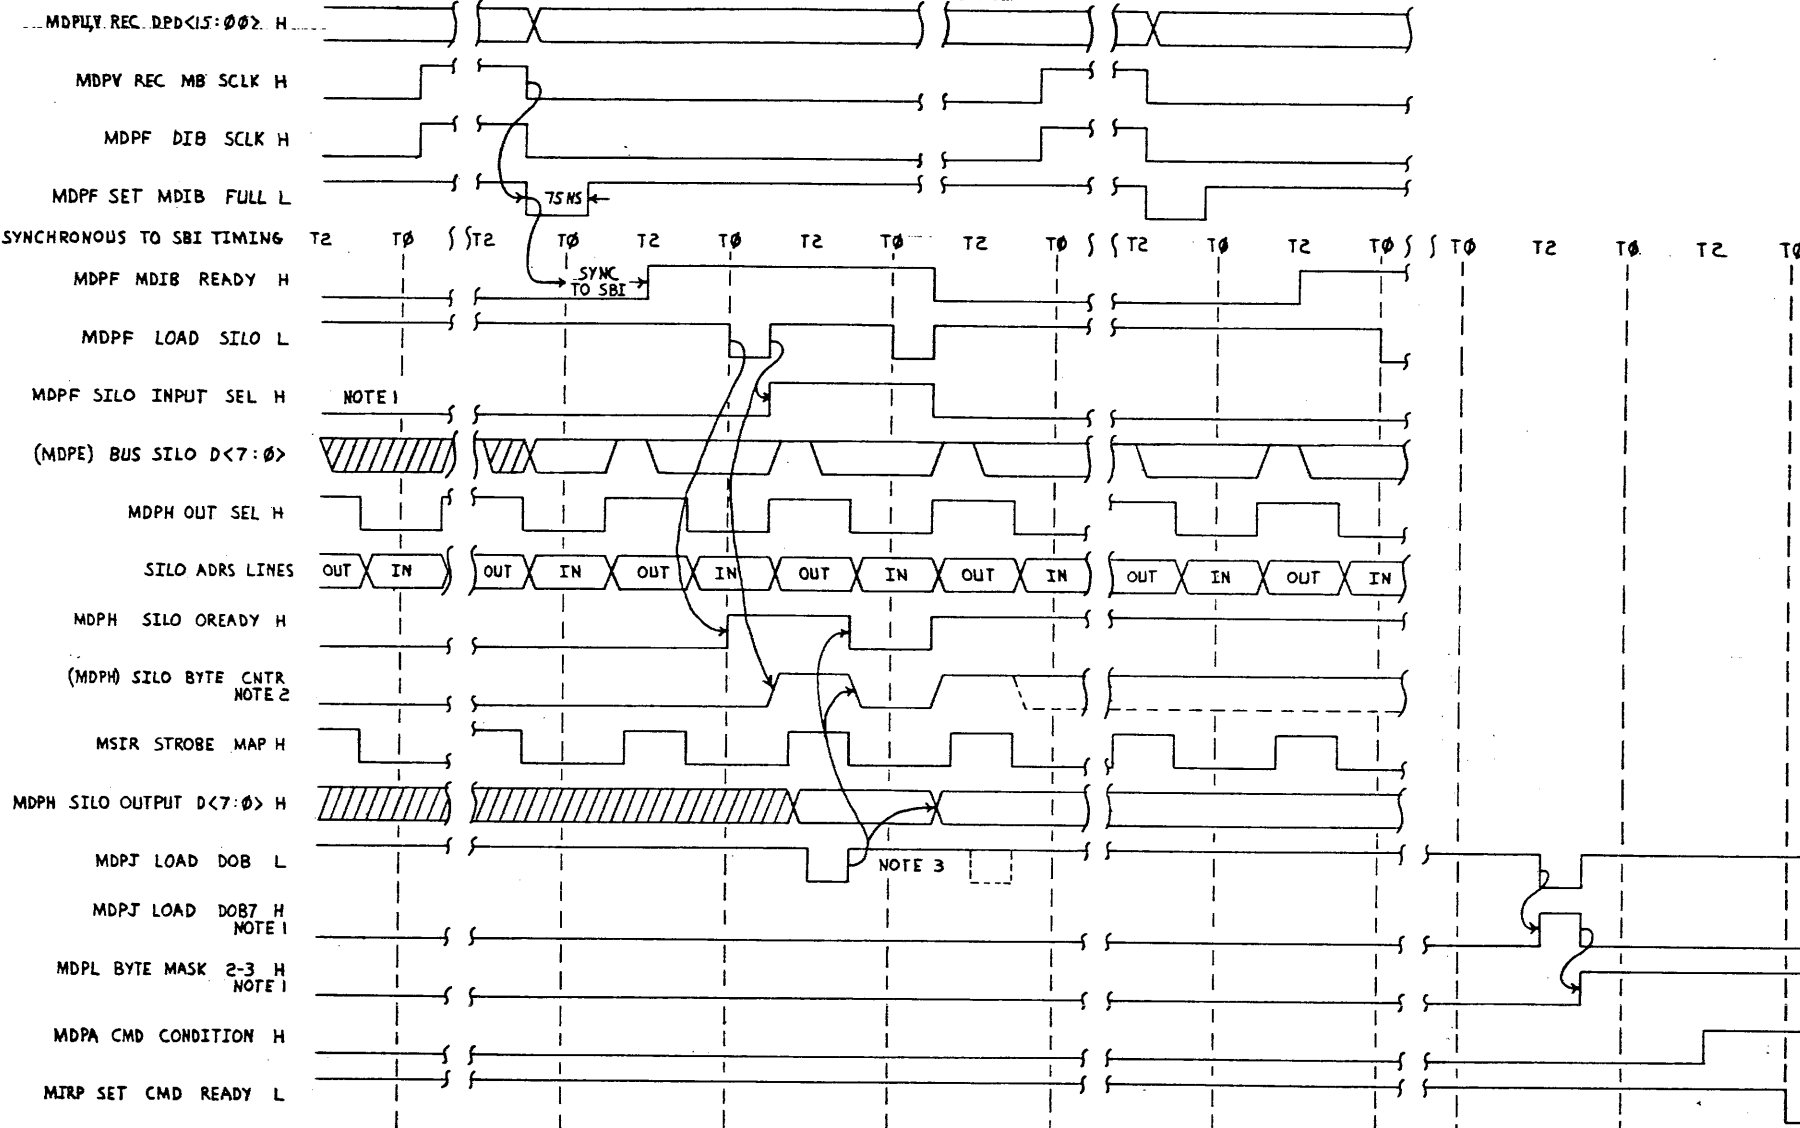 MDPU,V REC DPD<15:00> H
MDPV REC MB SCLK H
MDPF DIB SCLK H
MDPF SET MDIB FULL L
75 NS
SYNCHRONOUS TO SBI TIMING T2 TØ T2 TØ T2 TØ T2 TØ T2 TØ T2 TØ T2 TØ TØ T2 TØ T2 TØ
MDPF MDIB READY H
SYNC
TO SBI
MDPF LOAD SILO L
MDPF SILO INPUT SEL H
NOTE 1
(MDPE) BUS SILO D<7:Ø>
MDPH OUT SEL H
SILO ADRS LINES OUT IN OUT IN OUT IN OUT IN OUT IN OUT IN OUT IN
MDPH SILO OREADY H
(MDPH) SILO BYTE CNTR
NOTE 2
MSIR STROBE MAP H
MDPH SILO OUTPUT D<7:Ø> H
MDPJ LOAD DOB L
NOTE 3
MDPJ LOAD DOB7 H
NOTE 1
MDPL BYTE MASK 2-3 H
NOTE 1
MDPA CMD CONDITION H
MIRP SET CMD READY L